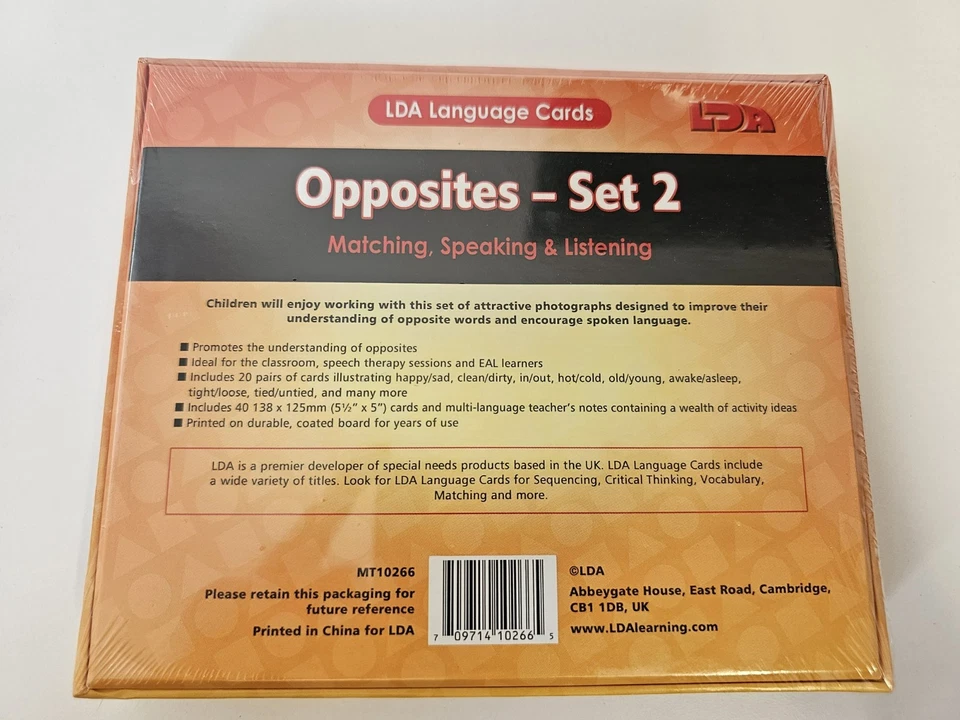 LDA Language Cards
LDA
Opposites – Set 2
Matching, Speaking & Listening
Children will enjoy working with this set of attractive photographs designed to improve their
understanding of opposite words and encourage spoken language.
■ Promotes the understanding of opposites
■ Ideal for the classroom, speech therapy sessions and EAL learners
■ Includes 20 pairs of cards illustrating happy/sad, clean/dirty, in/out, hot/cold, old/young, awake/asleep,
tight/loose, tied/untied, and many more
■ Includes 40 138 x 125mm (5½” x 5”) cards and multi-language teacher’s notes containing a wealth of activity ideas
■ Printed on durable, coated board for years of use
LDA is a premier developer of special needs products based in the UK. LDA Language Cards include
a wide variety of titles. Look for LDA Language Cards for Sequencing, Critical Thinking, Vocabulary,
Matching and more.
MT10266
Please retain this packaging for
future reference
Printed in China for LDA
7 09714 10266 5
©LDA
Abbeygate House, East Road, Cambridge,
CB1 1DB, UK
www.LDAlearning.com